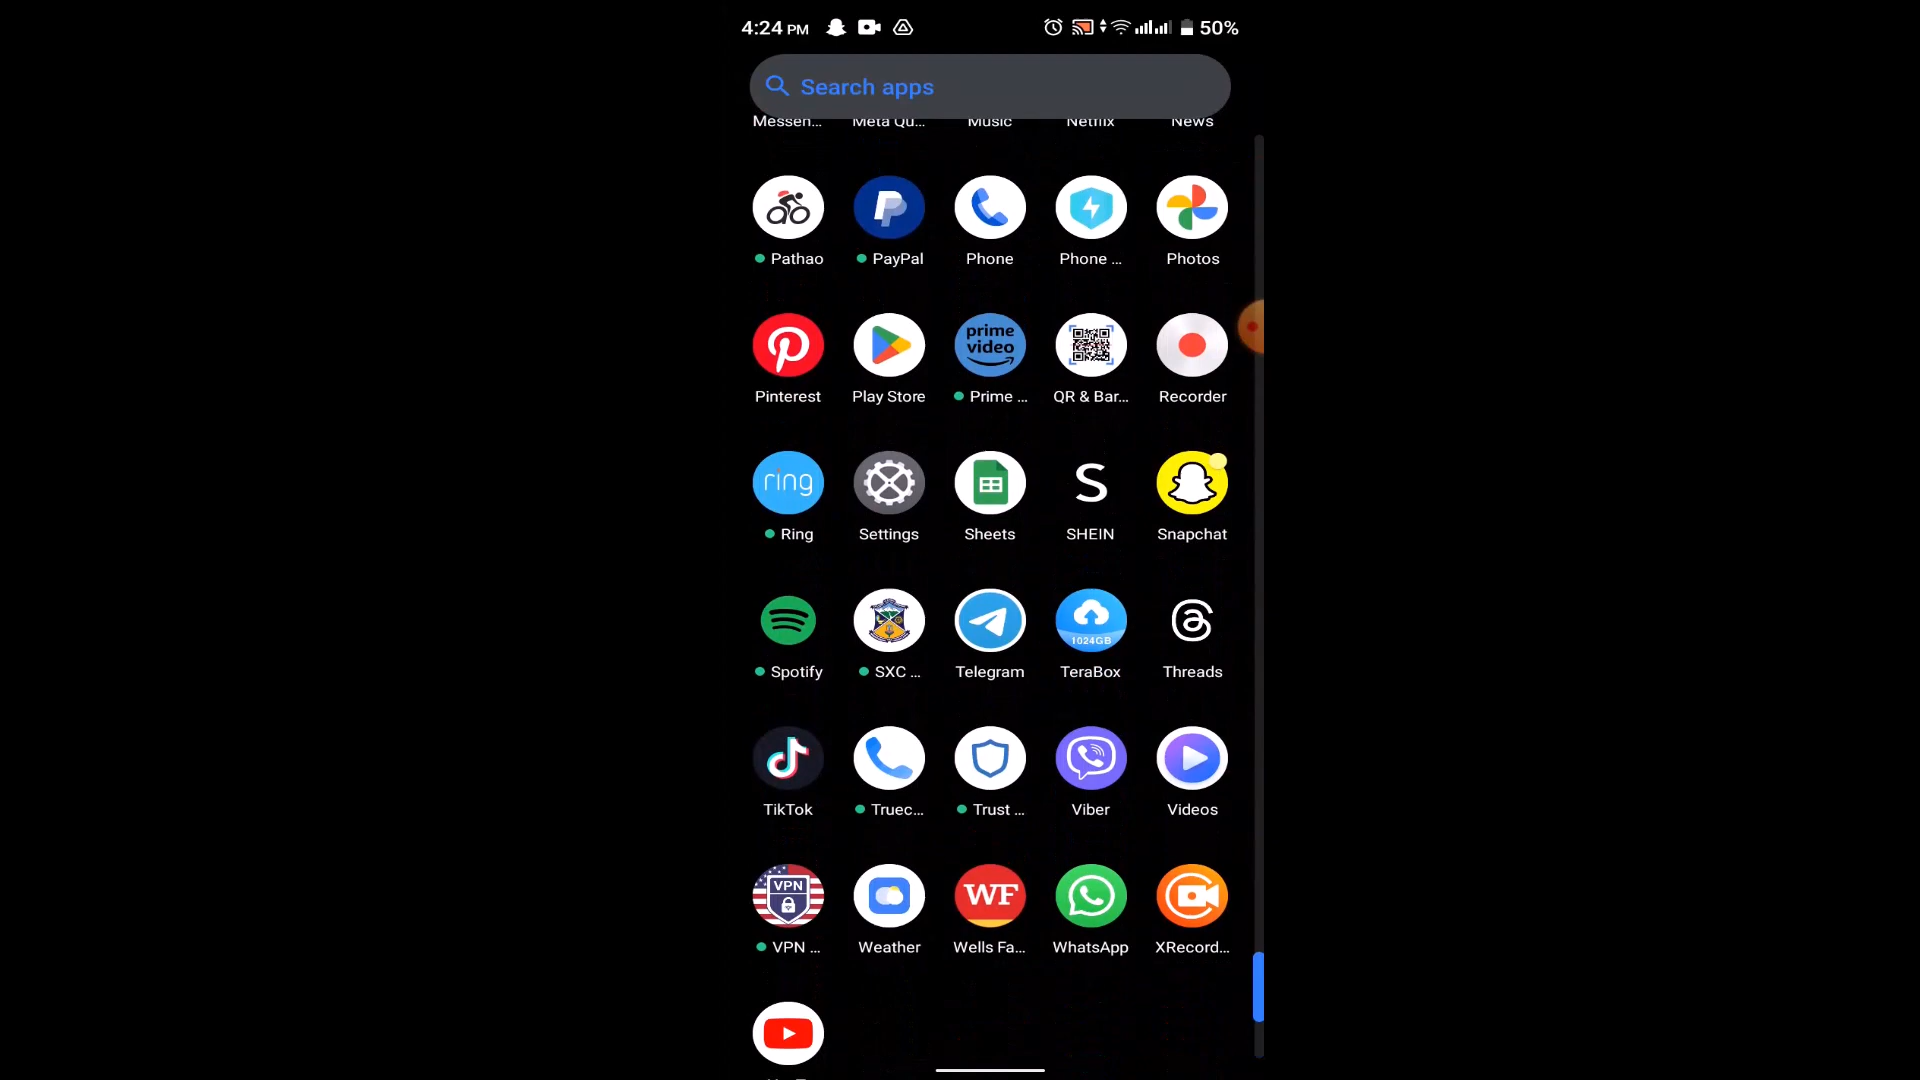 4:24 PM 50%
Search apps
Messen... Meta Qu... Music Netflix News
Pathao PayPal Phone Phone ... Photos
prime
video
Pinterest Play Store Prime ... QR & Bar... Recorder
ring S
Ring Settings Sheets SHEIN Snapchat
1024GB
Spotify SXC ... Telegram TeraBox Threads
TikTok Truec... Trust ... Viber Videos
VPN WF
VPN ... Weather Wells Fa... WhatsApp XRecord...